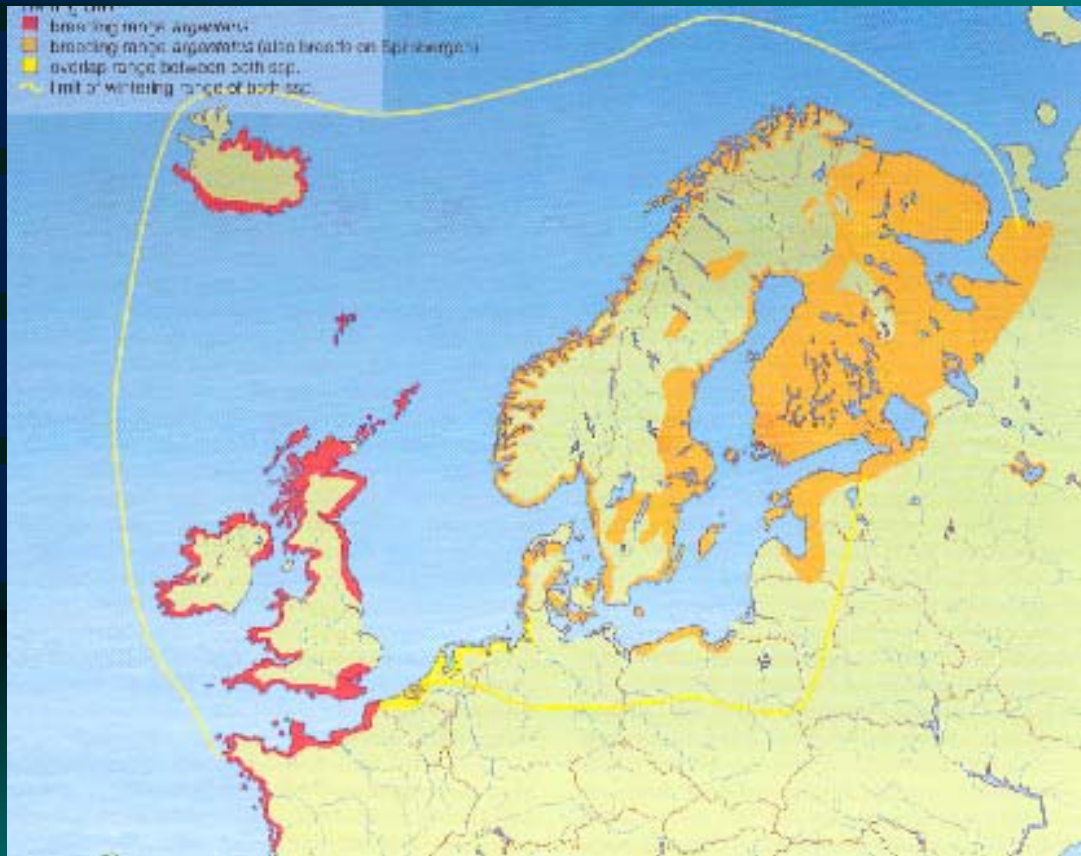 breeding range argenteus
breeding range argentatus (also breeds on Spitsbergen)
overlap range between both ssp.
limit of wintering range of both ssp.